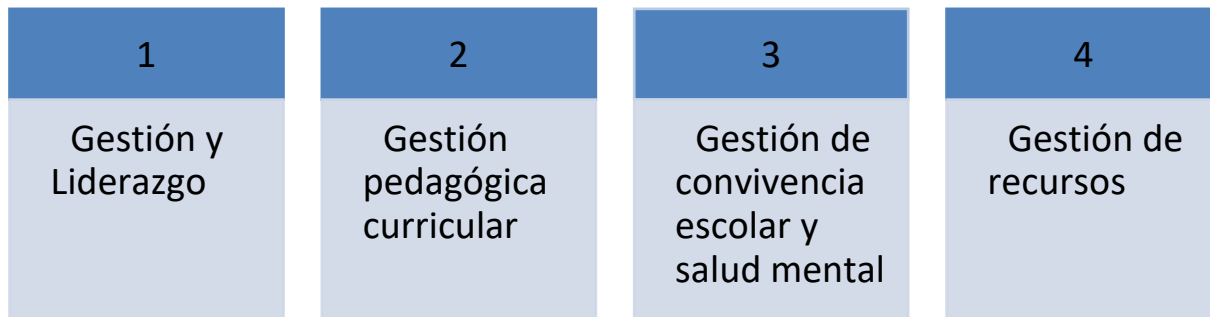 1
Gestión y
Liderazgo
2
Gestión
pedagógica
curricular
3
Gestión de
convivencia
escolar y
salud mental
4
Gestión de
recursos